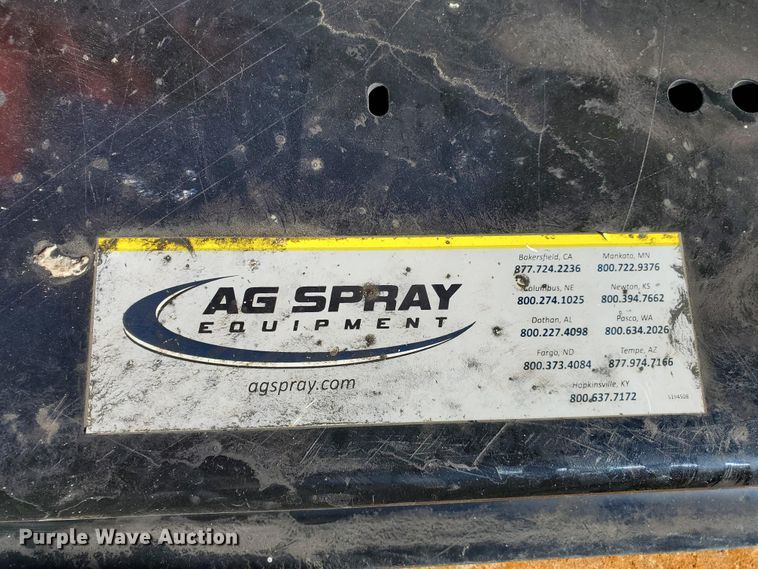 AG SPRAY
EQUIPMENT
agspray.com
Bakersfield, CA
877.724.2236
Columbus, NE
800.274.1025
Dothan, AL
800.227.4098
Fargo, ND
800.373.4084
Mankato, MN
800.722.9376
Newton, KS
800.394.7662
Pasco, WA
800.634.2026
Tempe, AZ
877.974.7166
Hopkinsville, KY
800.637.7172
Purple Wave Auction